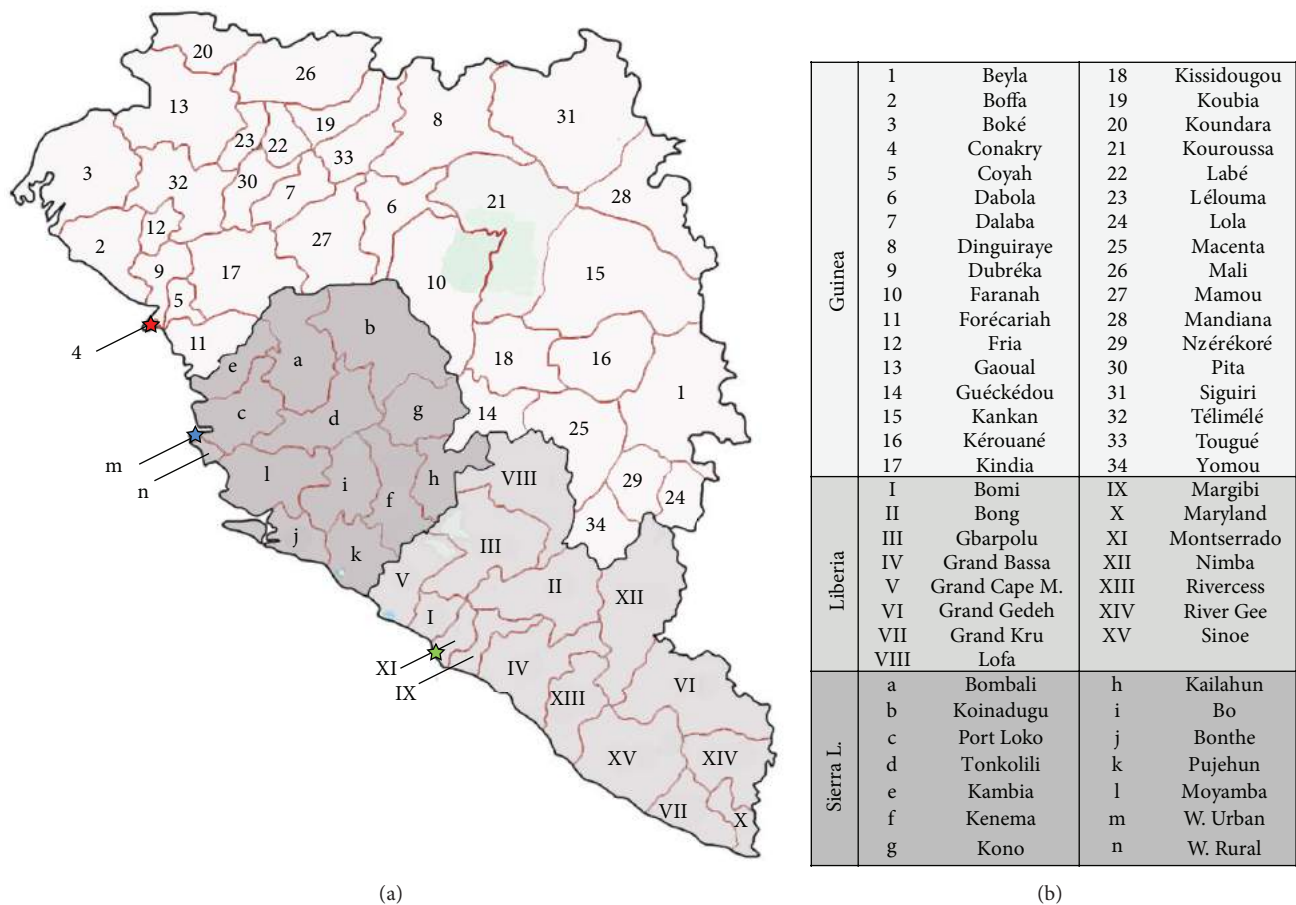 20
26
13
19
8
31
23
22
33
3
32
30
7
6
21
28
12
2
27
9
17
10
15
5
4
b
11
a
18
16
e
1
c
d
g
14
25
m
n
l
i
h
VIII
29
24
f
34
j
k
III
V
II
XII
I
XI
IX
IV
VI
XIII
XV
XIV
VII
X
(a)
Guinea
1 Beyla 18 Kissidougou
2 Boffa 19 Koubia
3 Boké 20 Koundara
4 Conakry 21 Kouroussa
5 Coyah 22 Labé
6 Dabola 23 Lélouma
7 Dalaba 24 Lola
8 Dinguiraye 25 Macenta
9 Dubréka 26 Mali
10 Faranah 27 Mamou
11 Forécariah 28 Mandiana
12 Fria 29 Nzérékoré
13 Gaoual 30 Pita
14 Guéckédou 31 Siguiri
15 Kankan 32 Télimélé
16 Kérouané 33 Tougué
17 Kindia 34 Yomou
Liberia
I Bomi IX Margibi
II Bong X Maryland
III Gbarpolu XI Montserrado
IV Grand Bassa XII Nimba
V Grand Cape M. XIII Rivercess
VI Grand Gedeh XIV River Gee
VII Grand Kru XV Sinoe
VIII Lofa
Sierra L.
a Bombali h Kailahun
b Koinadugu i Bo
c Port Loko j Bonthe
d Tonkolili k Pujehun
e Kambia l Moyamba
f Kenema m W. Urban
g Kono n W. Rural
(b)